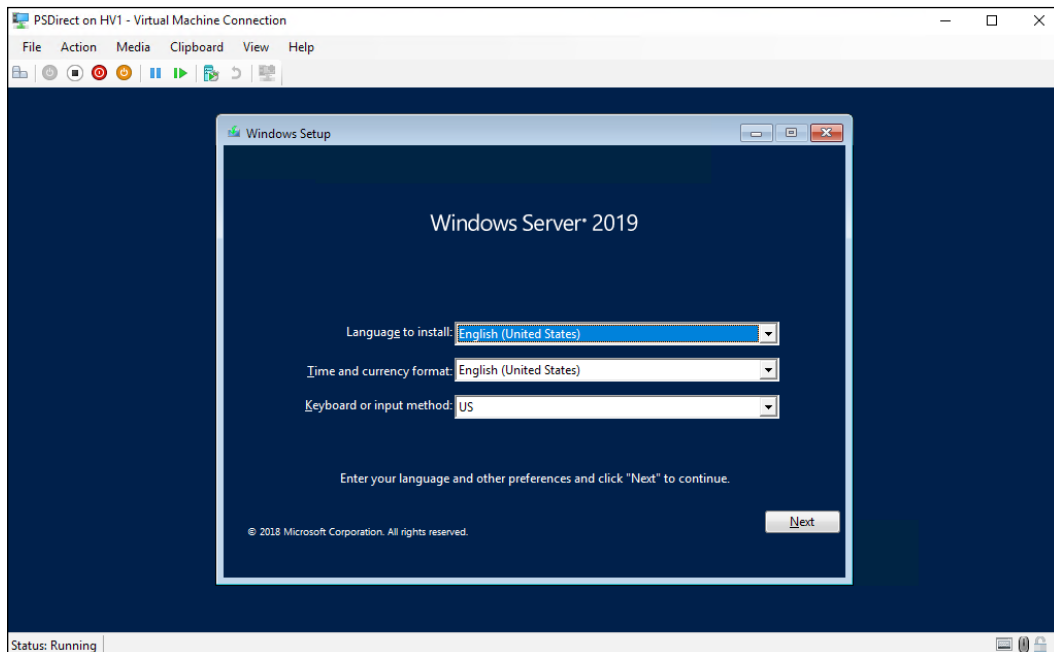 PSDirect on HV1 - Virtual Machine Connection
File Action Media Clipboard View Help
Windows Setup
Windows Server® 2019
Language to install: English (United States)
Time and currency format: English (United States)
Keyboard or input method: US
Enter your language and other preferences and click "Next" to continue.
Next
© 2018 Microsoft Corporation. All rights reserved.
Status: Running